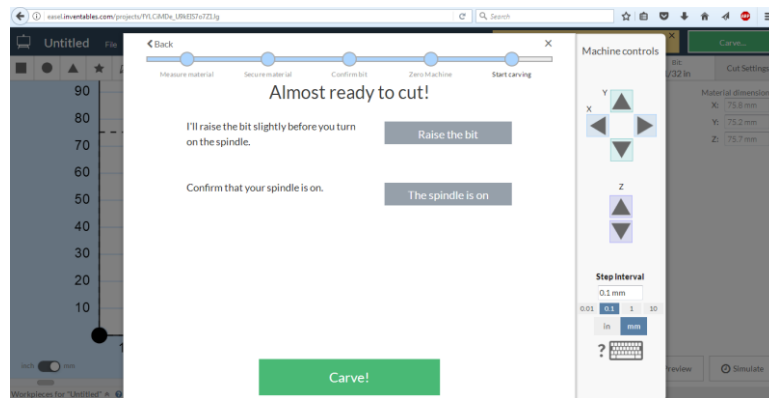 easel.inventables.com/projects/
Search
Untitled
File
Carve...
Bit:
1/32 in
Cut Settings
90
80
70
60
50
40
30
20
10
inch
mm
Workpieces for "Untitled"
Back
×
Measure material
Secure material
Confirm bit
Zero Machine
Start carving
Almost ready to cut!
I'll raise the bit slightly before you turn
on the spindle.
Raise the bit
Confirm that your spindle is on.
The spindle is on
Carve!
Machine controls
Y
X
Z
Step Interval
0.1 mm
0.01 0.1 1 10
in mm
?
Material dimension
X: 75.8 mm
Y: 75.2 mm
Z: 75.7 mm
Preview
Simulate